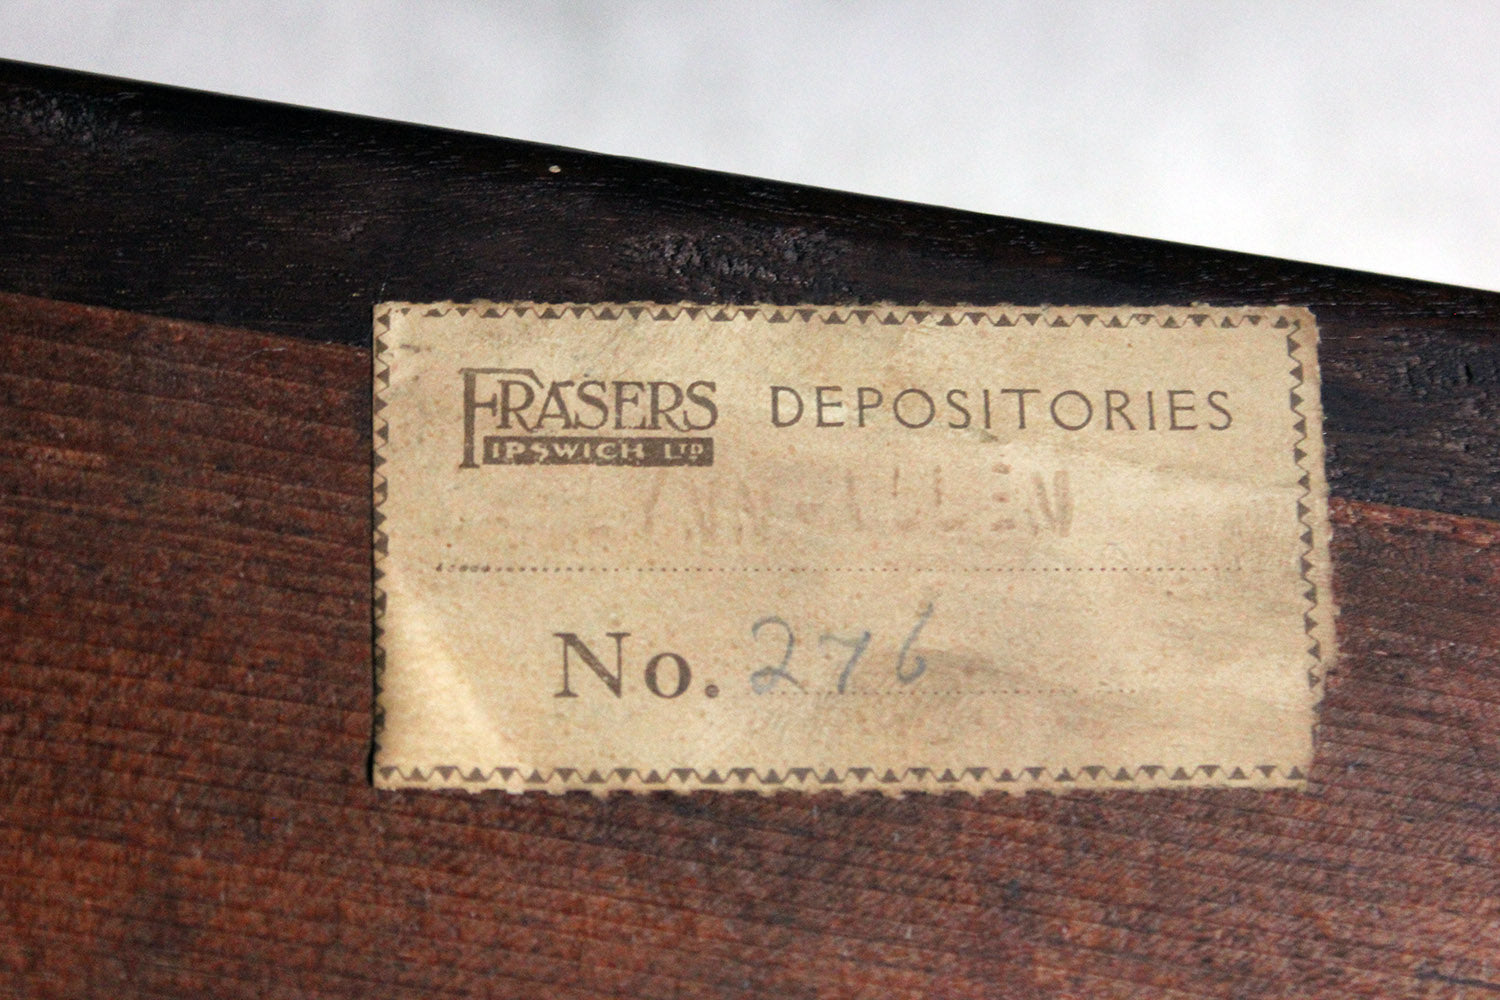 FRASERS DEPOSITORIES
IPSWICH LTD
No. 276